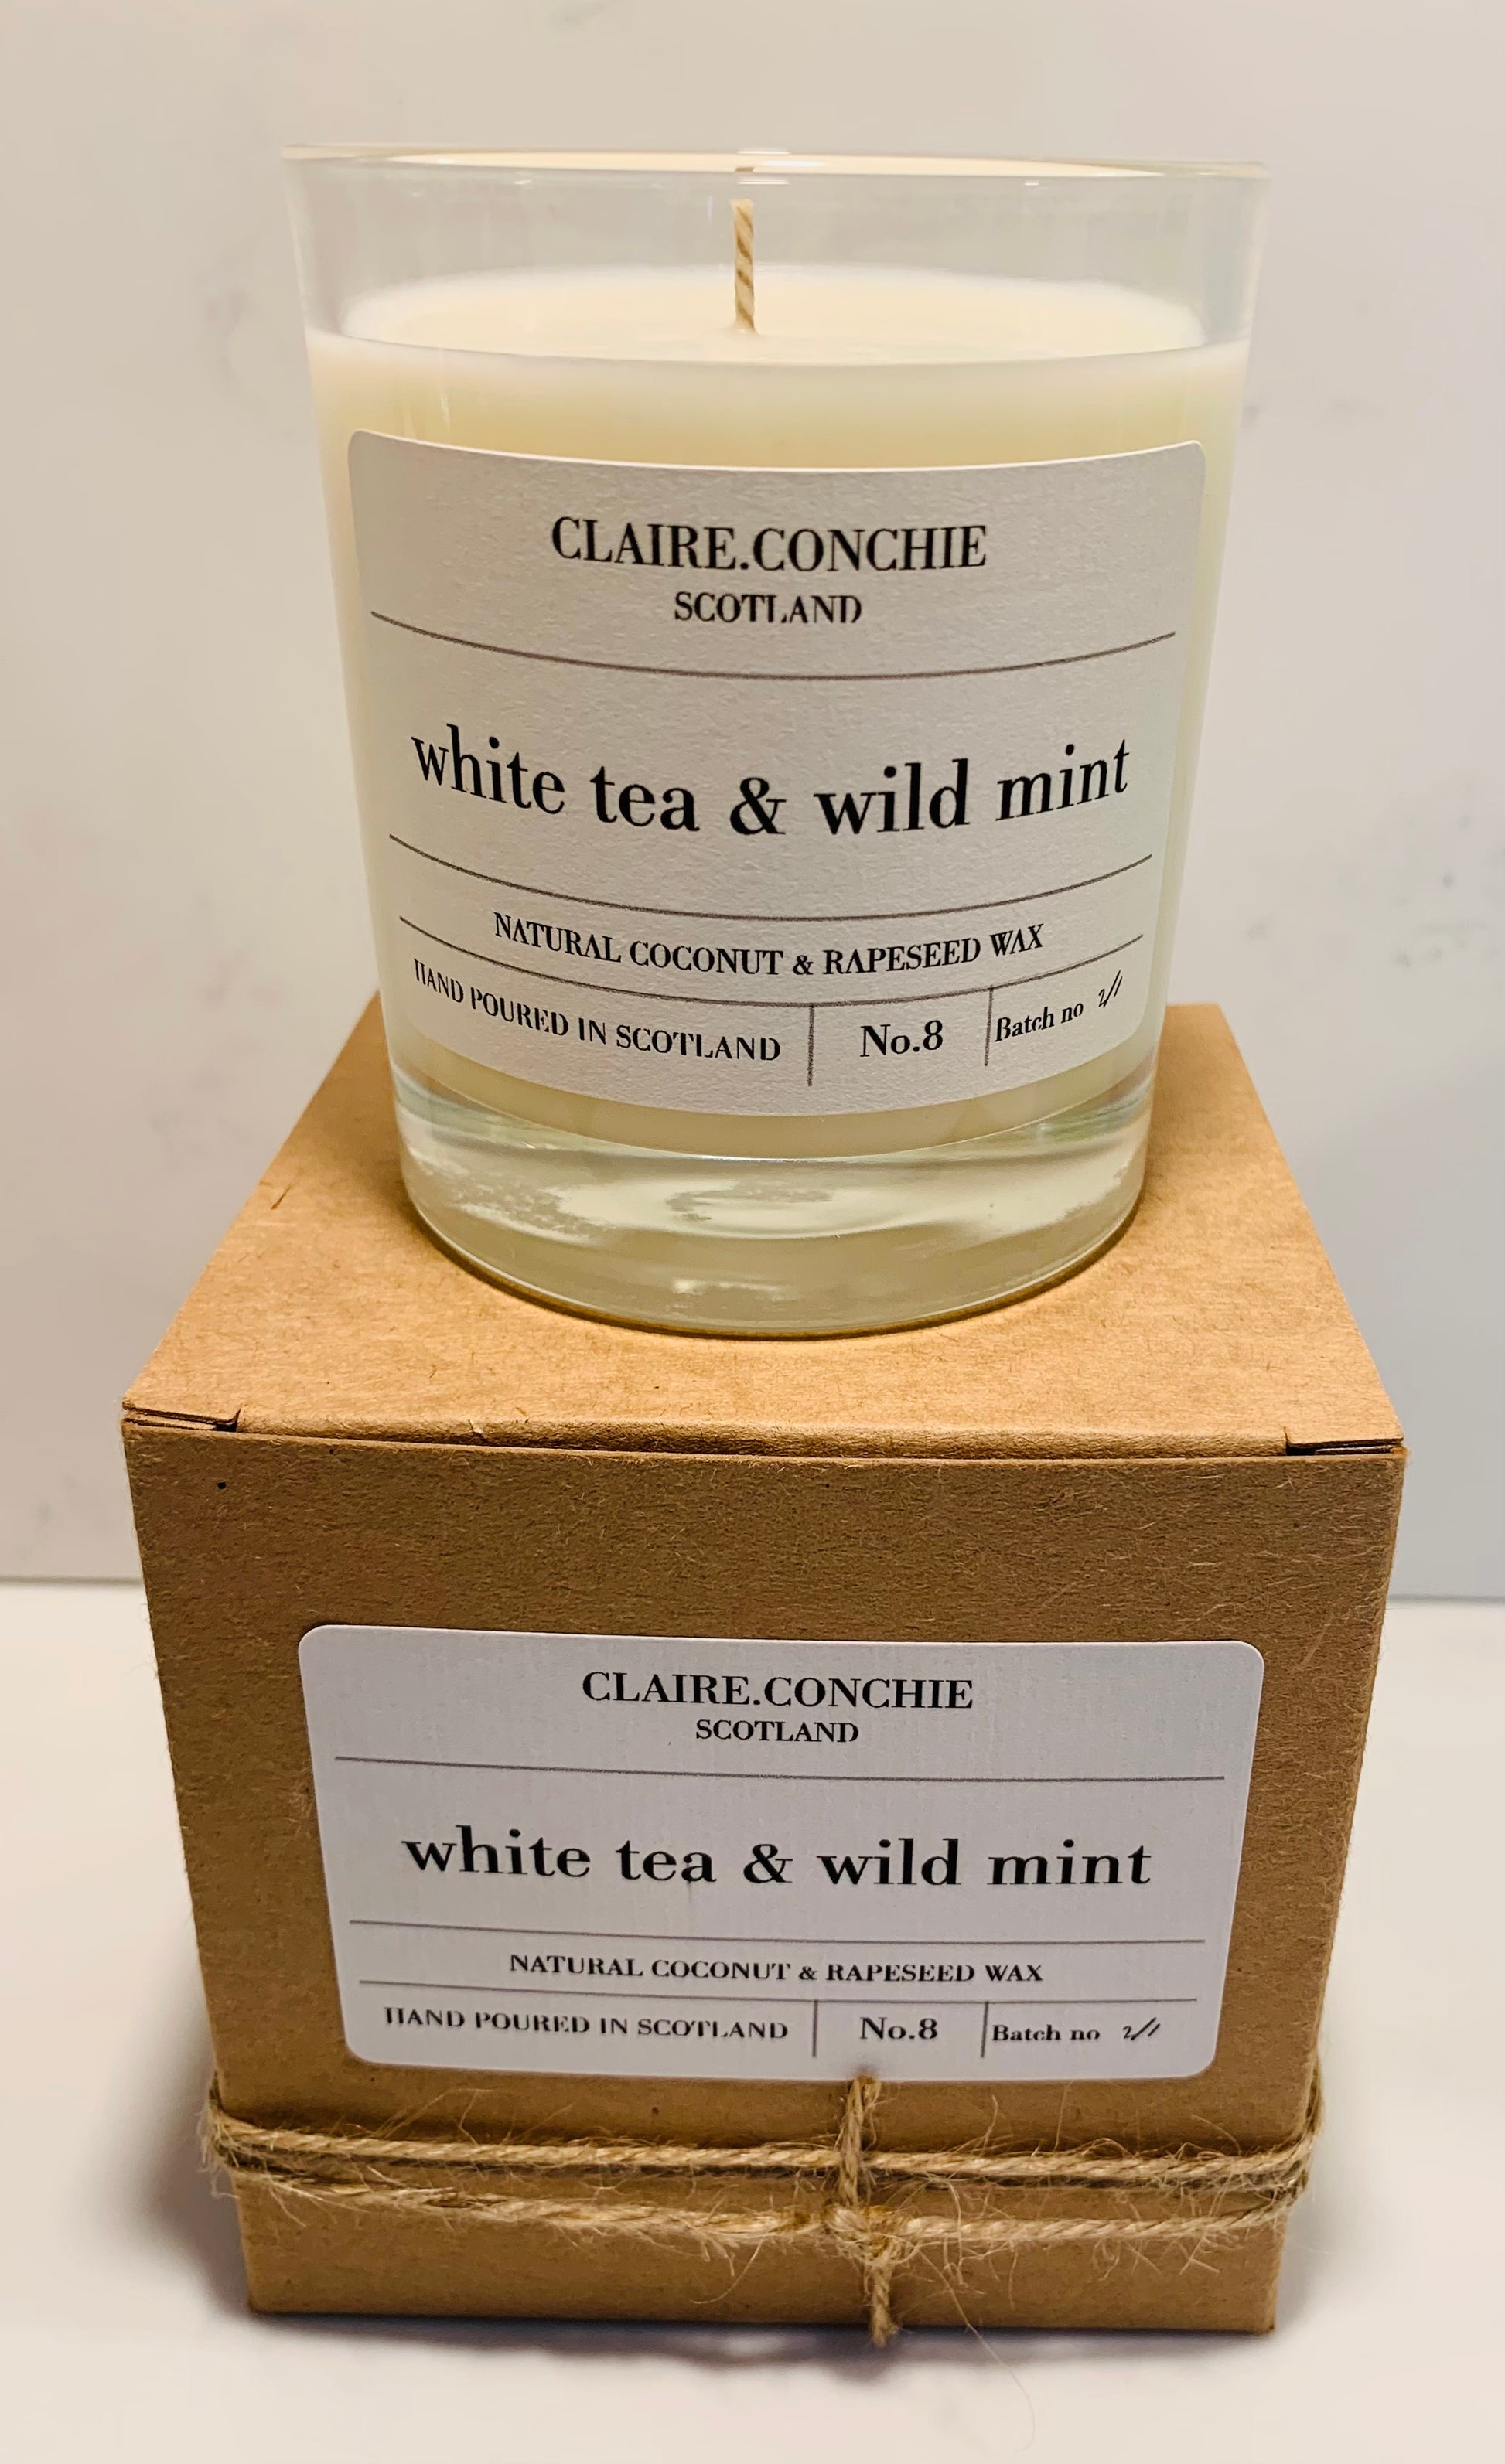 CLAIRE.CONCHIE
SCOTLAND
white tea & wild mint
NATURAL COCONUT & RAPESEED WAX
HAND POURED IN SCOTLAND No.8 Batch no 2/1
CLAIRE.CONCHIE
SCOTLAND
white tea & wild mint
NATURAL COCONUT & RAPESEED WAX
HAND POURED IN SCOTLAND No.8 Batch no 2/1